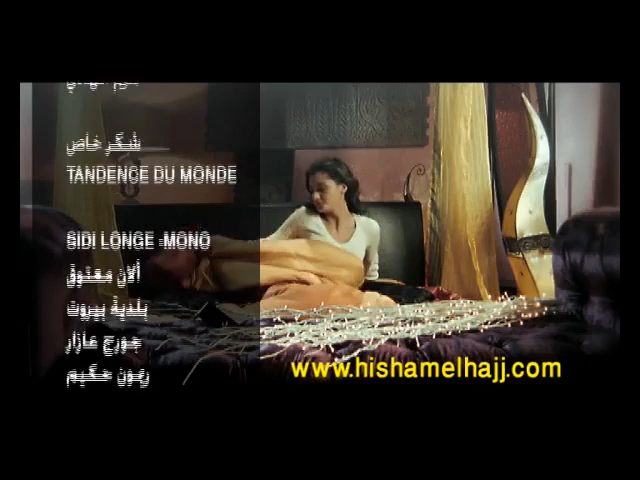 شكر خاص
TANDENCE DU MONDE
SIDI LONGE -MONO
ألان معتوق
بلدية بيروت
جورج عازار
ريمون حكيم
www.hishamelhajj.com